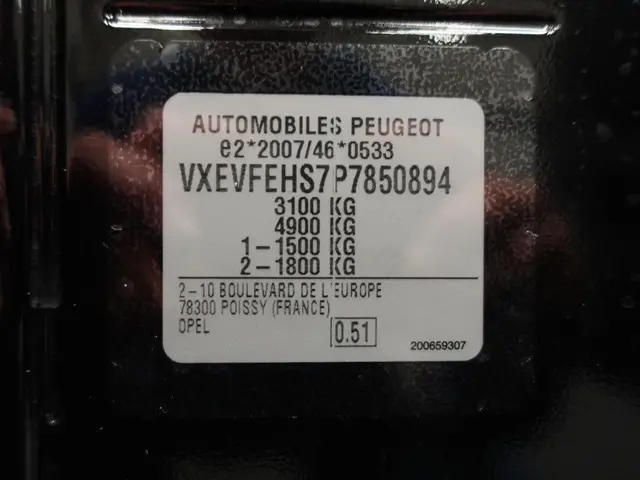 AUTOMOBILES PEUGEOT
e2*2007/46*0533
VXEVFEHS7P7850894
3100 KG
4900 KG
1-1500 KG
2-1800 KG
2-10 BOULEVARD DE L'EUROPE
78300 POISSY (FRANCE)
OPEL
0.51
200659307